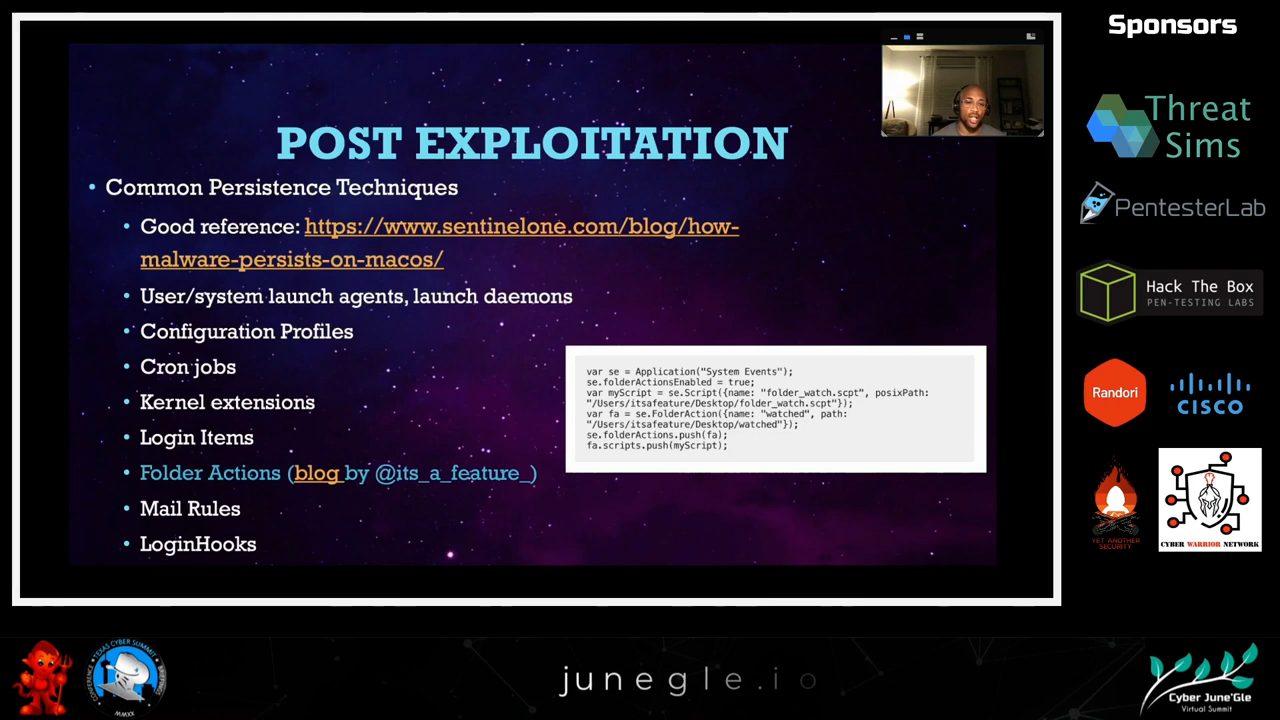 POST EXPLOITATION
• Common Persistence Techniques
• Good reference: https://www.sentinelone.com/blog/how-
malware-persists-on-macos/
• User/system launch agents, launch daemons
• Configuration Profiles
• Cron jobs
• Kernel extensions
• Login Items
• Folder Actions (blog by @its_a_feature_)
• Mail Rules
• LoginHooks
var se = Application("System Events");
se.folderActionsEnabled = true;
var myScript = se.Script({name: "folder_watch.scpt", posixPath:
"/Users/itsafeature/Desktop/folder_watch.scpt"});
var fa = se.FolderAction({name: "watched", path:
"/Users/itsafeature/Desktop/watched"});
se.folderActions.push(fa);
fa.scripts.push(myScript);
Sponsors
Threat
Sims
PentesterLab
Hack The Box
PEN-TESTING LABS
Randori
CISCO
YET ANOTHER
SECURITY
CYBER WARRIOR NETWORK
TEXAS CYBER SUMMIT
CONFERENCE
MMXX
junegle.io
Cyber June'Gle
Virtual Summit